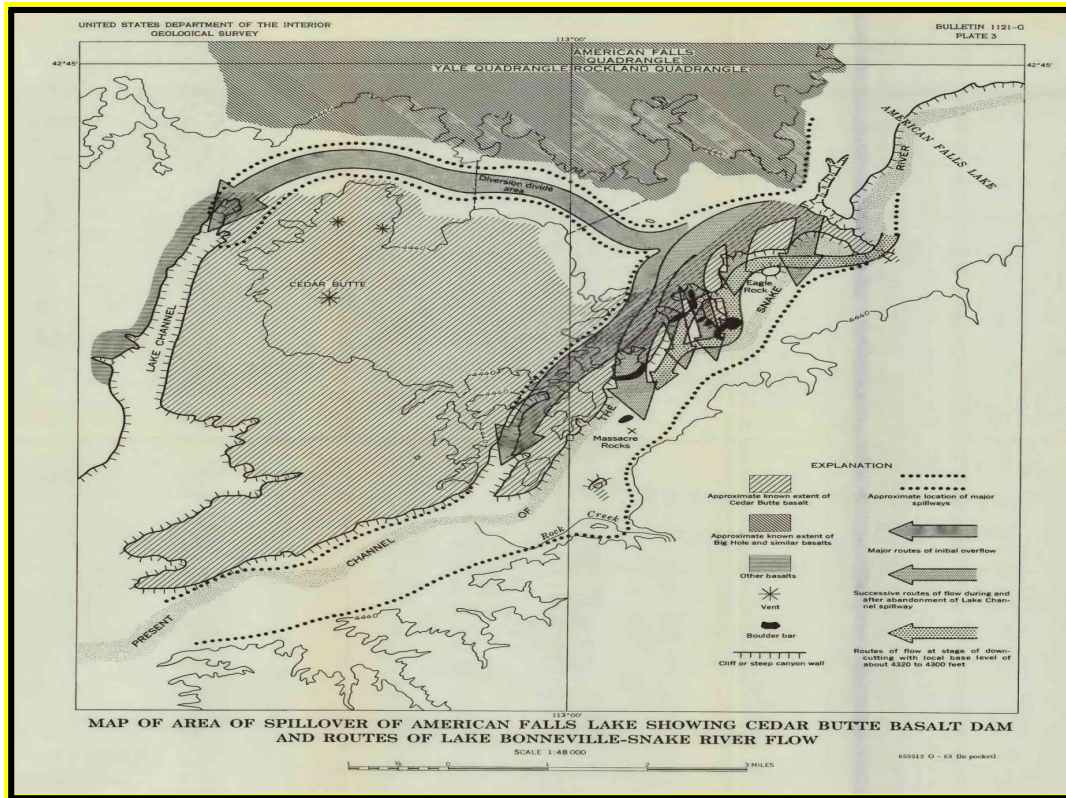 UNITED STATES DEPARTMENT OF THE INTERIOR
GEOLOGICAL SURVEY
BULLETIN 1121-G
PLATE 3
113°00'
42°45'
42°45'
AMERICAN FALLS
QUADRANGLE
YALE QUADRANGLE
ROCKLAND QUADRANGLE
4440
AMERICAN FALLS LAKE
RIVER
Diversion divide
area
CEDAR BUTTE
LAKE CHANNEL
Eagle
Rock
SNAKE
4440
4440
4440
THE
Massacre
Rocks
OF
CHANNEL
Rock Creek
PRESENT
4440
EXPLANATION
Approximate known extent of
Cedar Butte basalt
Approximate known extent of
Big Hole and similar basalts
Other basalts
Vent
Boulder bar
Cliff or steep canyon wall
Approximate location of major
spillways
Major routes of initial overflow
Successive routes of flow during and
after abandonment of Lake Chan-
nel spillway
Routes of flow at stage of down-
cutting with local base level of
about 4320 to 4300 feet
113°00'
MAP OF AREA OF SPILLOVER OF AMERICAN FALLS LAKE SHOWING CEDAR BUTTE BASALT DAM
AND ROUTES OF LAKE BONNEVILLE-SNAKE RIVER FLOW
SCALE 1:48 000
1 ½ 0 1 2 3 MILES
659513 O - 63 (In pocket)